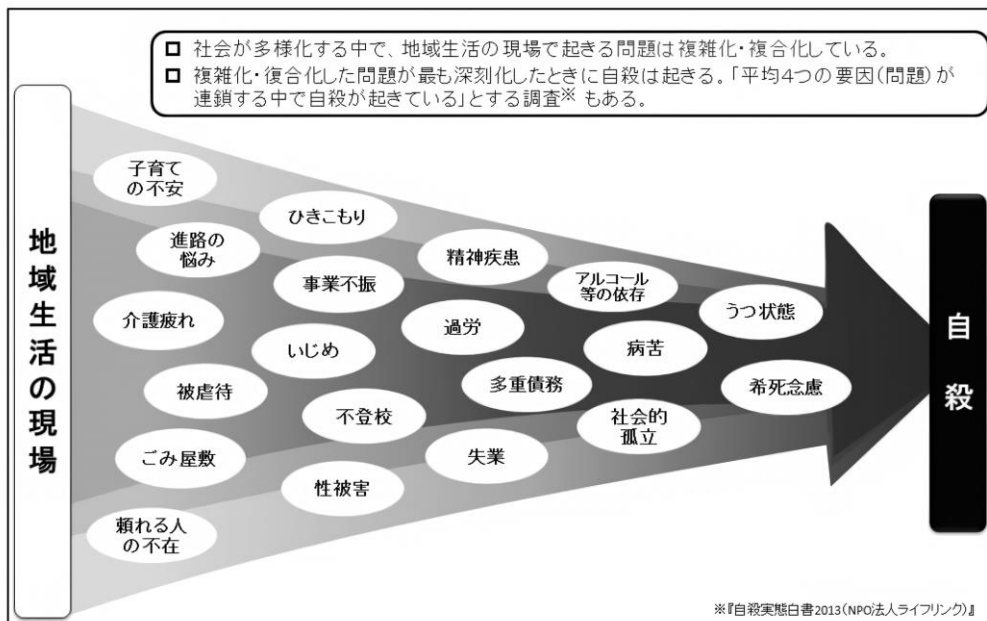 □ 社会が多様化する中で、地域生活の現場で起きる問題は複雑化・複合化している。
□ 複雑化・復合化した問題が最も深刻化したときに自殺は起きる。「平均4つの要因(問題)が
連鎖する中で自殺が起きている」とする調査※ もある。
地域生活の現場
子育て
の不安
ひきこもり
進路の
悩み
精神疾患
事業不振
アルコール
等の依存
うつ状態
介護疲れ
過労
いじめ
病苦
被虐待
多重債務
希死念慮
不登校
社会的
孤立
ごみ屋敷
失業
性被害
頼れる人
の不在
自殺
※『自殺実態白書2013(NPO法人ライフリンク)』